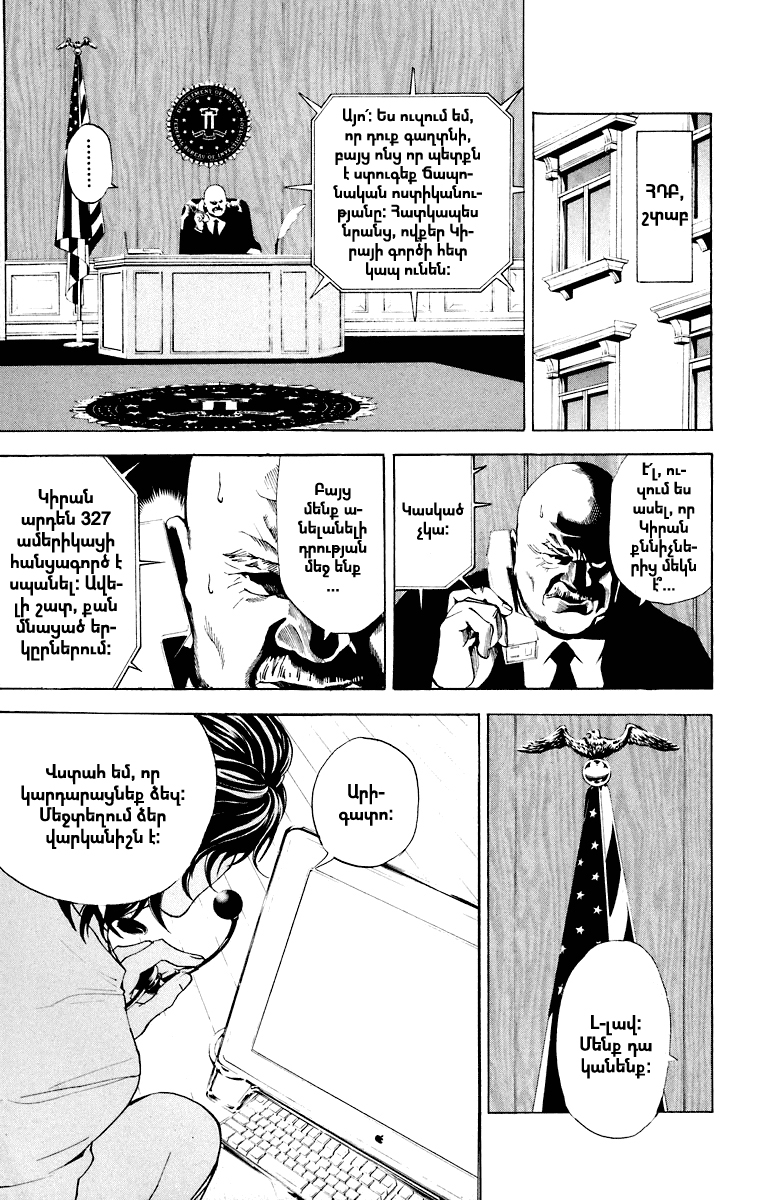 ՀԴԲ,
շտաբ
Այո՛: Ես ուզում եմ,
որ դուք գաղտնի,
բայց ոնց որ պետքն
է ստուգեք Ճապո-
նական ոստիկանու-
թյանը: Հատկապես
նրանց, ովքեր Կի-
րայի գործի հետ
կապ ունեն:
.......
Է՛լ, ու-
զում ես
ասել, որ
Կիրան
քննիչնե-
րից մեկն
է՞...
Կասկած
չկա:
Բայց
մենք ա-
նելանելի
դրության
մեջ ենք
...
Կիրան
արդեն 327
ամերիկացի
հանցագործ է
սպանել: Ավե-
լի շատ, քան
մնացած եր-
կըրներում:
Լ-լավ:
Մենք դա
կանենք:
Արի-
գատո:
Վստահ եմ, որ
կարդարացնեք ձեզ:
Մեջտեղում ձեր
վարկանիշն է: